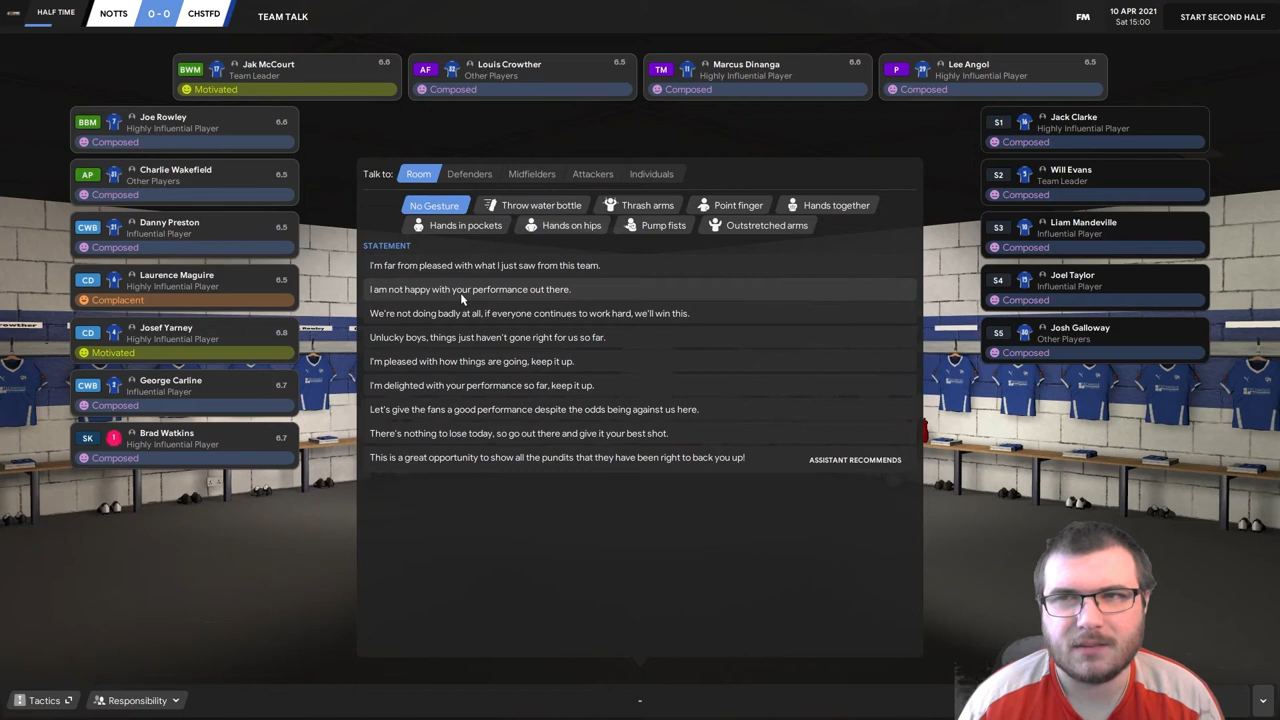 HALF TIME
NOTTS
0 - 0
CHSTFD
TEAM TALK
FM
10 APR 2021
Sat 15:00
START SECOND HALF
BWM
17
Jak McCourt
Team Leader
6.6
Motivated
AF
Louis Crowther
Other Players
6.5
Composed
TM
11
Marcus Dinanga
Highly Influential Player
6.6
Composed
P
Lee Angol
Highly Influential Player
6.5
Composed
BBM
7
Joe Rowley
Highly Influential Player
6.6
Composed
AP
Charlie Wakefield
Other Players
6.5
Composed
CWB
21
Danny Preston
Influential Player
6.5
Composed
CD
Laurence Maguire
Influential Player
6.5
Complacent
CD
Josef Yarney
Influential Player
6.8
Motivated
CWB
George Carline
Influential Player
6.7
Composed
SK
1
Brad Watkins
Highly Influential Player
6.7
Composed
Talk to:
Room
Defenders
Midfielders
Attackers
Individuals
No Gesture
Throw water bottle
Thrash arms
Point finger
Hands together
Hands in pockets
Hands on hips
Pump fists
Outstretched arms
STATEMENT
I'm far from pleased with what I just saw from this team.
I am not happy with your performance out there.
We're not doing badly at all, if everyone continues to work hard, we'll win this.
Unlucky boys, things just haven't gone right for us so far.
I'm pleased with how things are going, keep it up.
I'm delighted with your performance so far, keep it up.
Let's give the fans a good performance despite the odds being against us here.
There's nothing to lose today, so go out there and give it your best shot.
This is a great opportunity to show all the pundits that they have been right to back you up!
ASSISTANT RECOMMENDS
S1
16
Jack Clarke
Highly Influential Player
Composed
S2
5
Will Evans
Team Leader
Composed
S3
10
Liam Mandeville
Influential Player
Composed
S4
Joel Taylor
Influential Player
Composed
S5
Josh Galloway
Other Players
Composed
Tactics
Responsibility
-